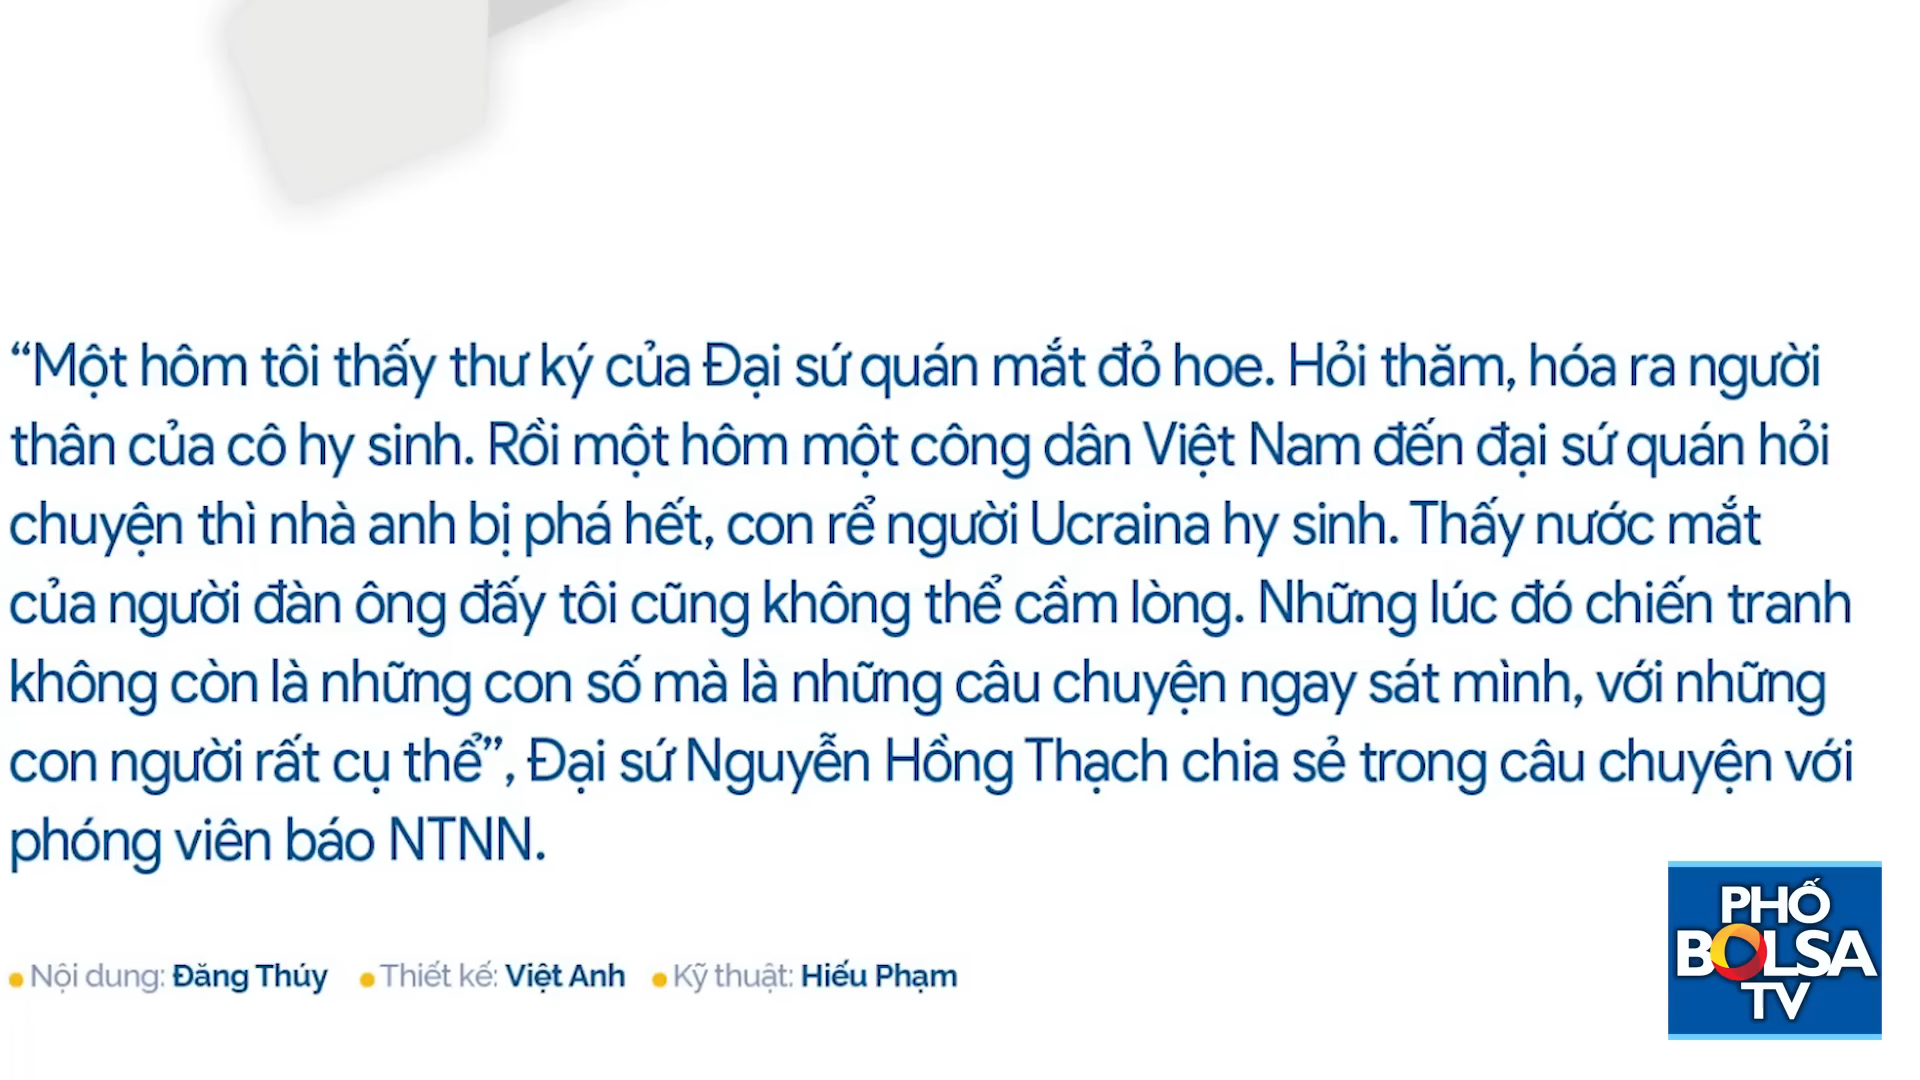 “Một hôm tôi thấy thư ký của Đại sứ quán mắt đỏ hoe. Hỏi thăm, hóa ra người
thân của cô hy sinh. Rồi một hôm một công dân Việt Nam đến đại sứ quán hỏi
chuyện thì nhà anh bị phá hết, con rể người Ucraina hy sinh. Thấy nước mắt
của người đàn ông đấy tôi cũng không thể cầm lòng. Những lúc đó chiến tranh
không còn là những con số mà là những câu chuyện ngay sát mình, với những
con người rất cụ thể”, Đại sứ Nguyễn Hồng Thạch chia sẻ trong câu chuyện với
phóng viên báo NTNN.
Nội dung: Đăng Thúy Thiết kế: Việt Anh Kỹ thuật: Hiếu Phạm
PHỐ
BOLSA
TV